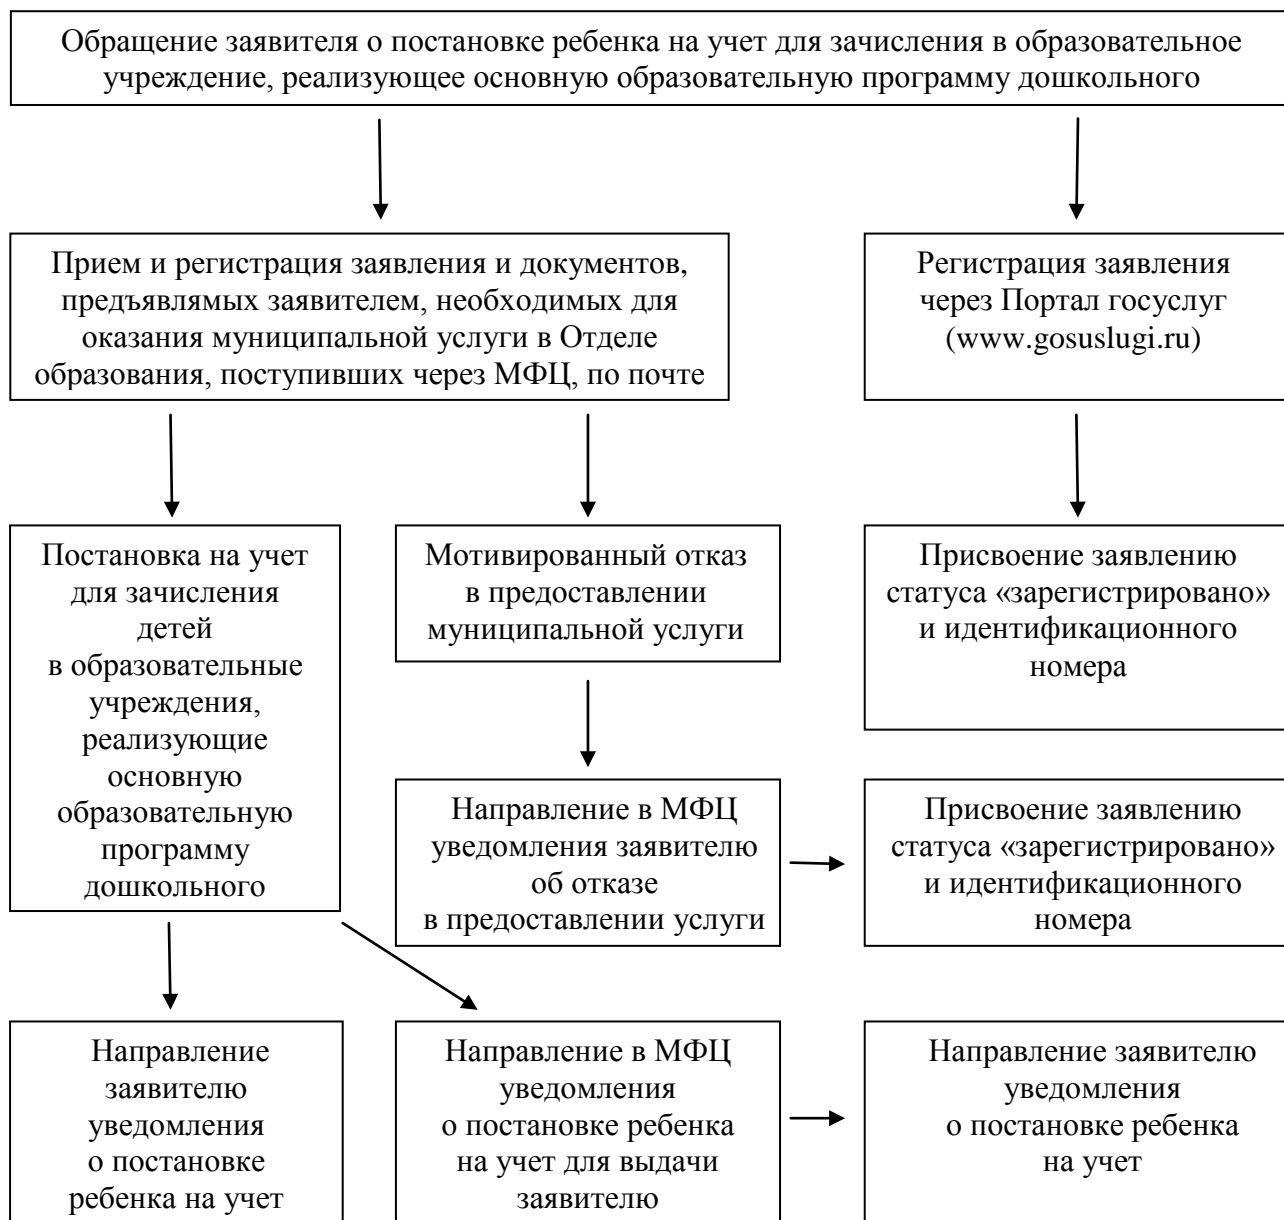 Обращение заявителя о постановке ребенка на учет для зачисления в образовательное
учреждение, реализующее основную образовательную программу дошкольного
Прием и регистрация заявления и документов,
предъявлямых заявителем, необходимых для
оказания муниципальной услуги в Отделе
образования, поступивших через МФЦ, по почте
Регистрация заявления
через Портал госуслуг
(www.gosuslugi.ru)
Постановка на учет
для зачисления
детей
в образовательные
учреждения,
реализующие
основную
образовательную
программу
дошкольного
Мотивированный отказ
в предоставлении
муниципальной услуги
Присвоение заявлению
статуса «зарегистрировано»
и идентификационного
номера
Направление в МФЦ
уведомления заявителю
об отказе
в предоставлении услуги
Присвоение заявлению
статуса «зарегистрировано»
и идентификационного
номера
Направление
заявителю
уведомления
о постановке
ребенка на учет
Направление в МФЦ
уведомления
о постановке ребенка
на учет для выдачи
заявителю
Направление заявителю
уведомления
о постановке ребенка
на учет